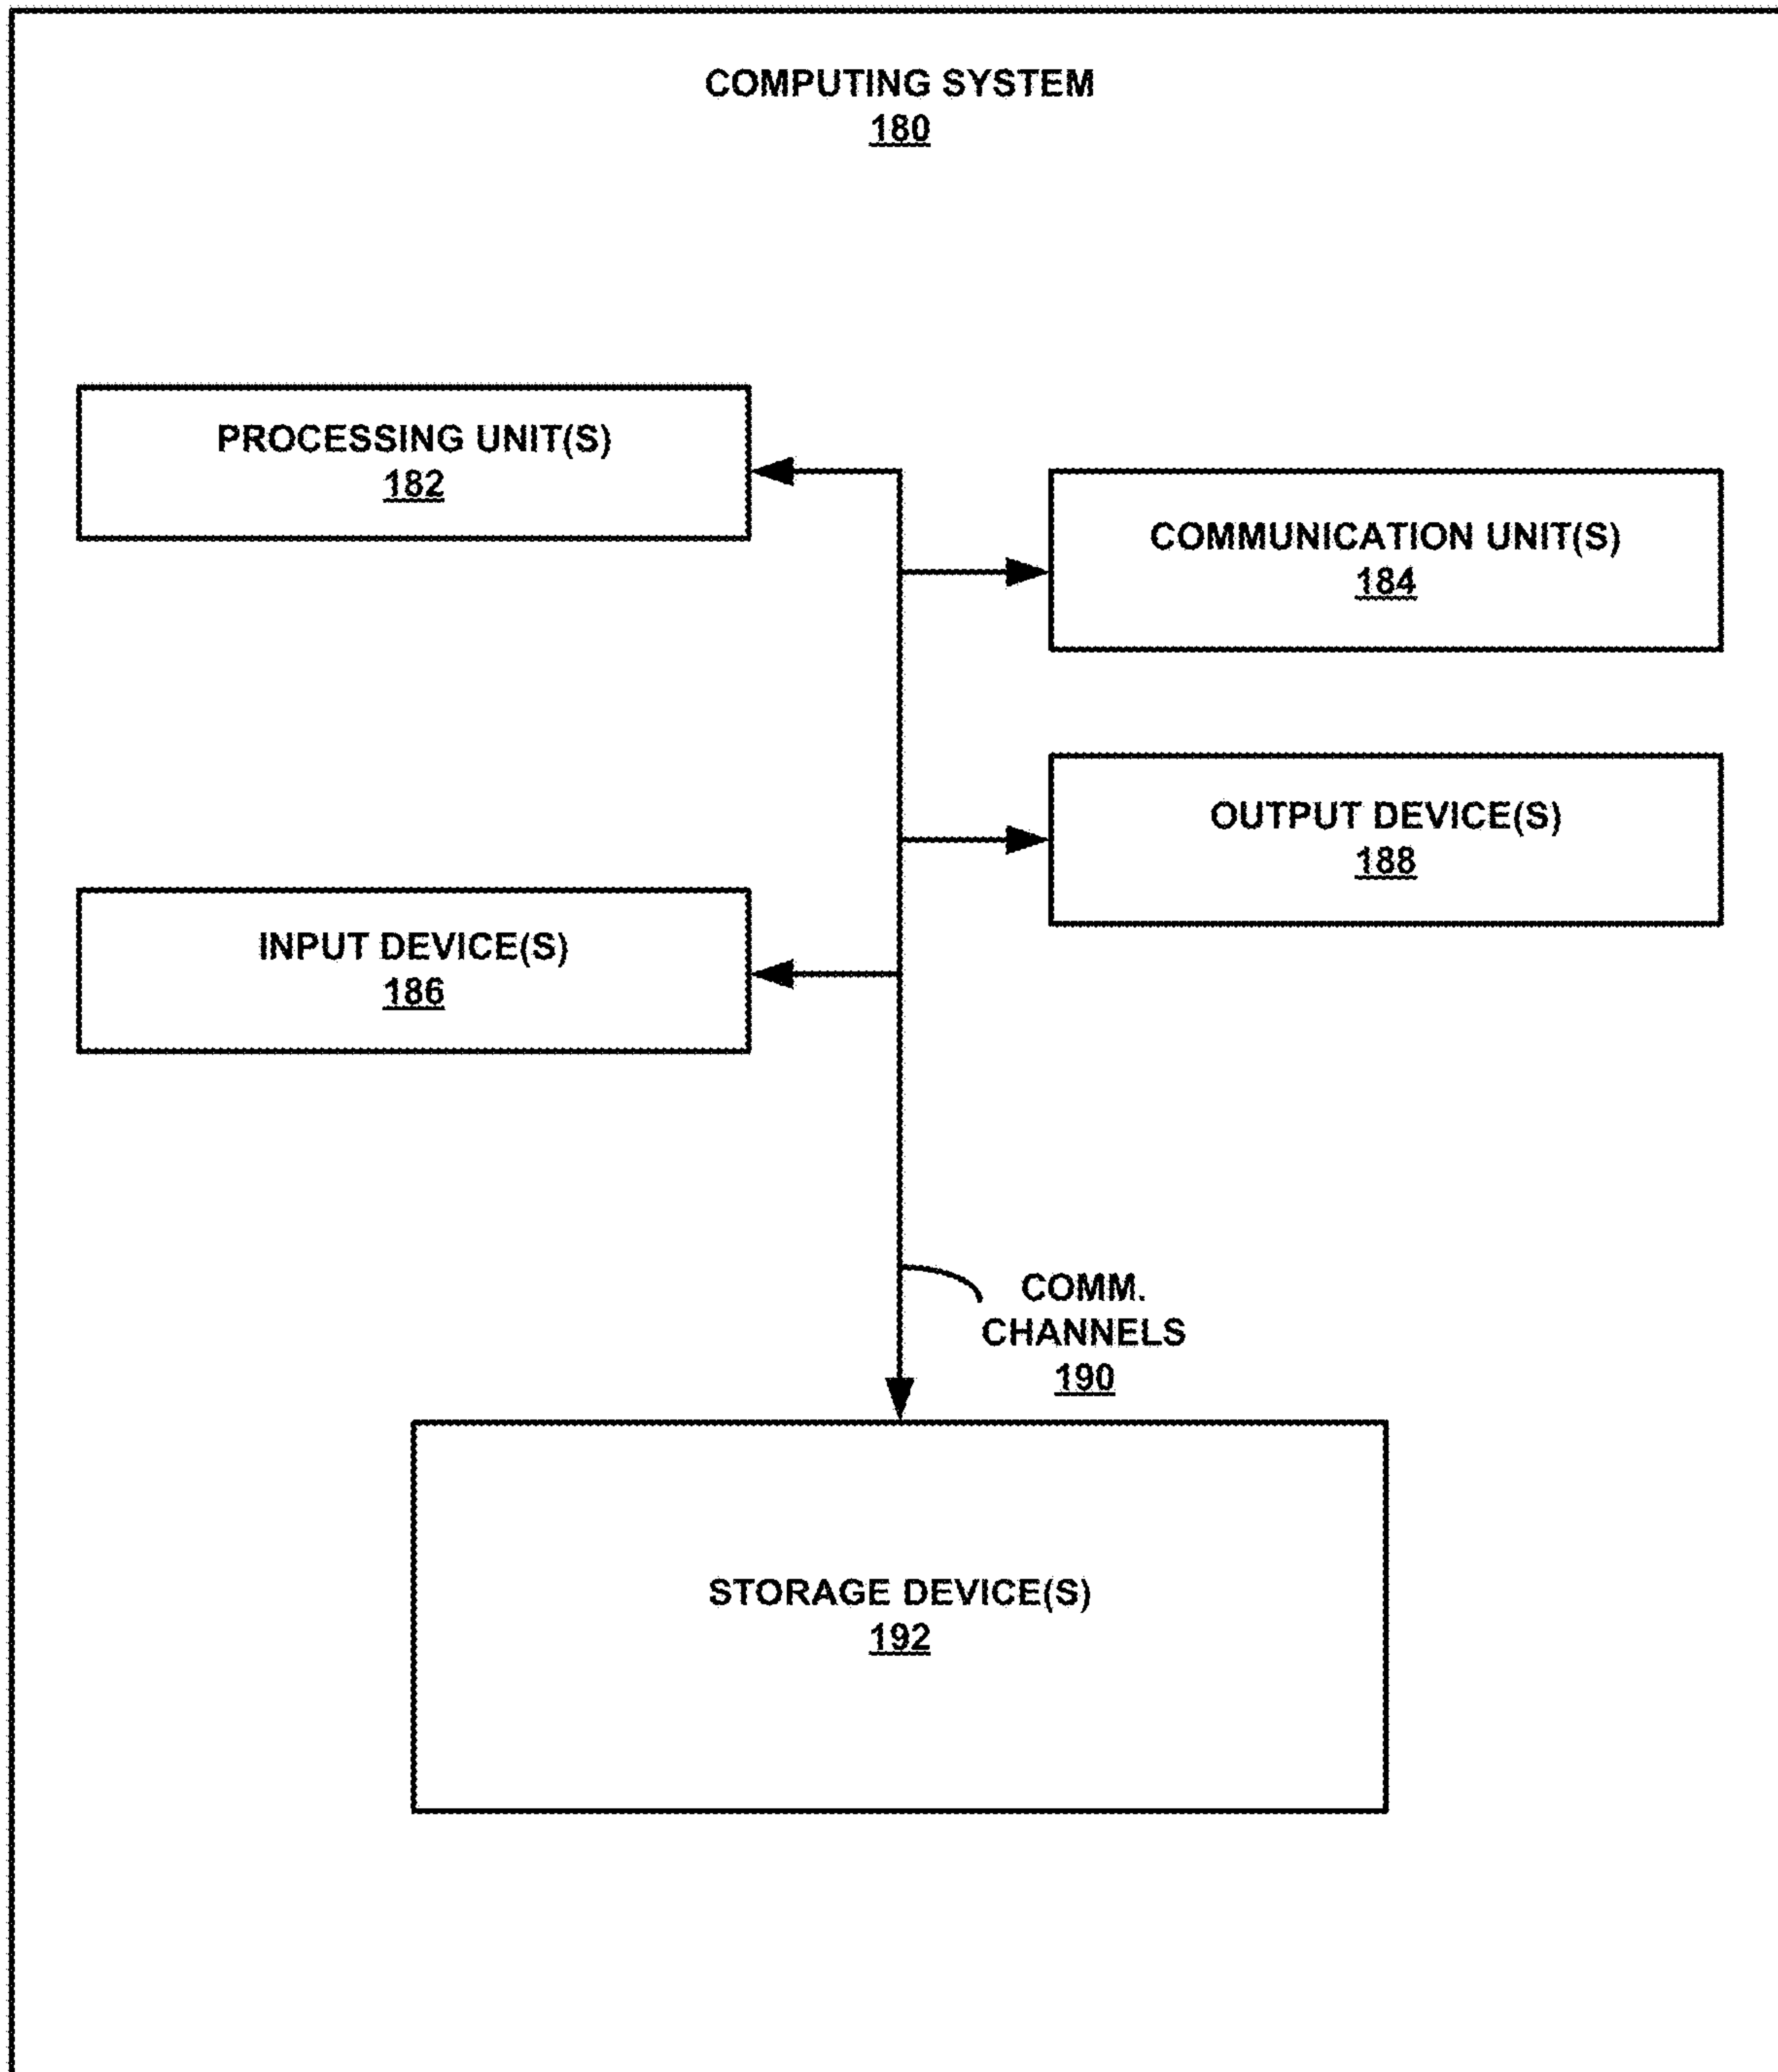 COMPUTING SYSTEM
180
PROCESSING UNIT(S)
182
COMMUNICATION UNIT(S)
184
OUTPUT DEVICE(S)
188
INPUT DEVICE(S)
186
COMM.
CHANNELS
190
STORAGE DEVICE(S)
192